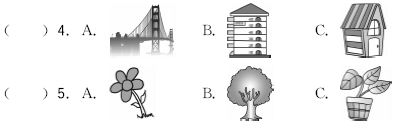 ( ) 4. A. B. C.
( ) 5. A. B. C.